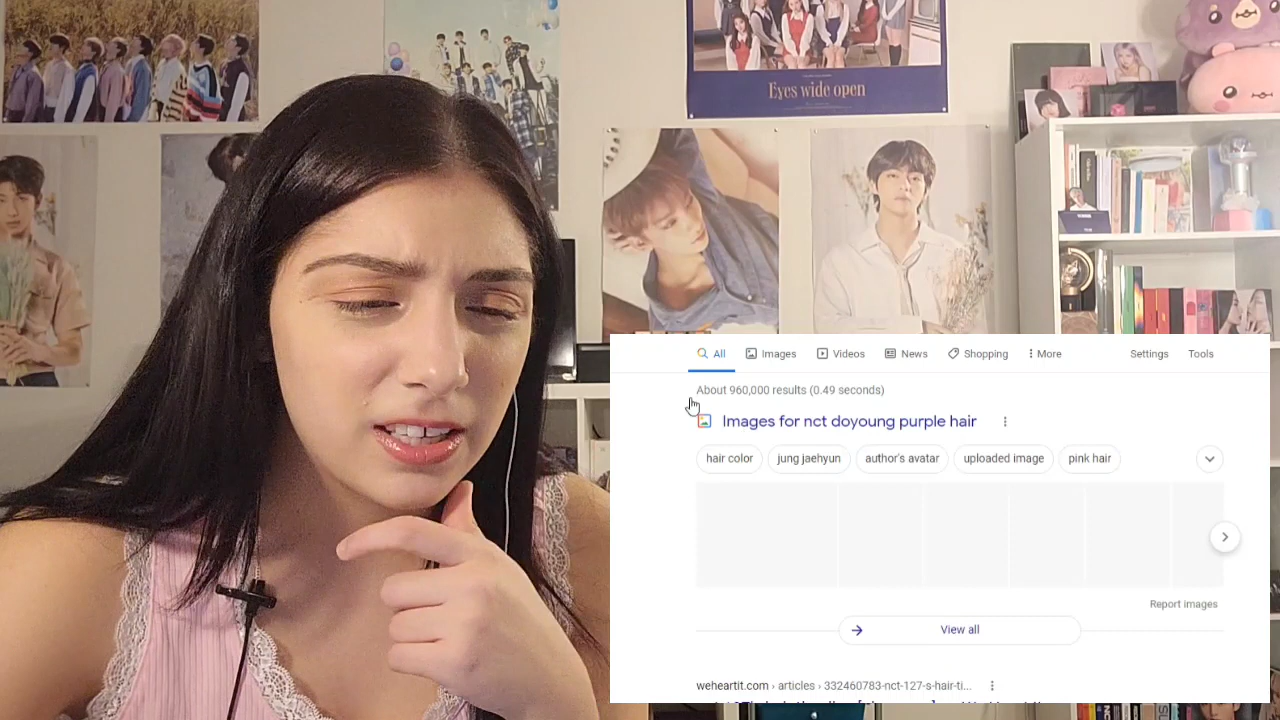 Eyes wide open
All
Images
Videos
News
Shopping
More
Settings
Tools
About 960,000 results (0.49 seconds)
Images for nct doyoung purple hair
hair color
jung jaehyun
author's avatar
uploaded image
pink hair
Report images
View all
weheartit.com › articles › 332460783-nct-127-s-hair-ti...